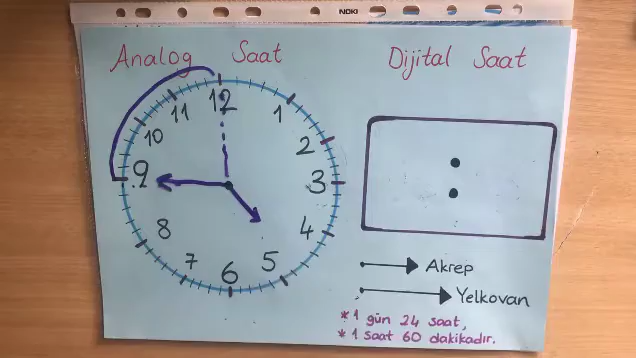 NOKI
Analog Saat
Dijital Saat
12
1
2
3
4
5
6
7
8
9
10
11
:
Akrep
Yelkovan
*1 gün 24 saat,
*1 saat 60 dakikadır.